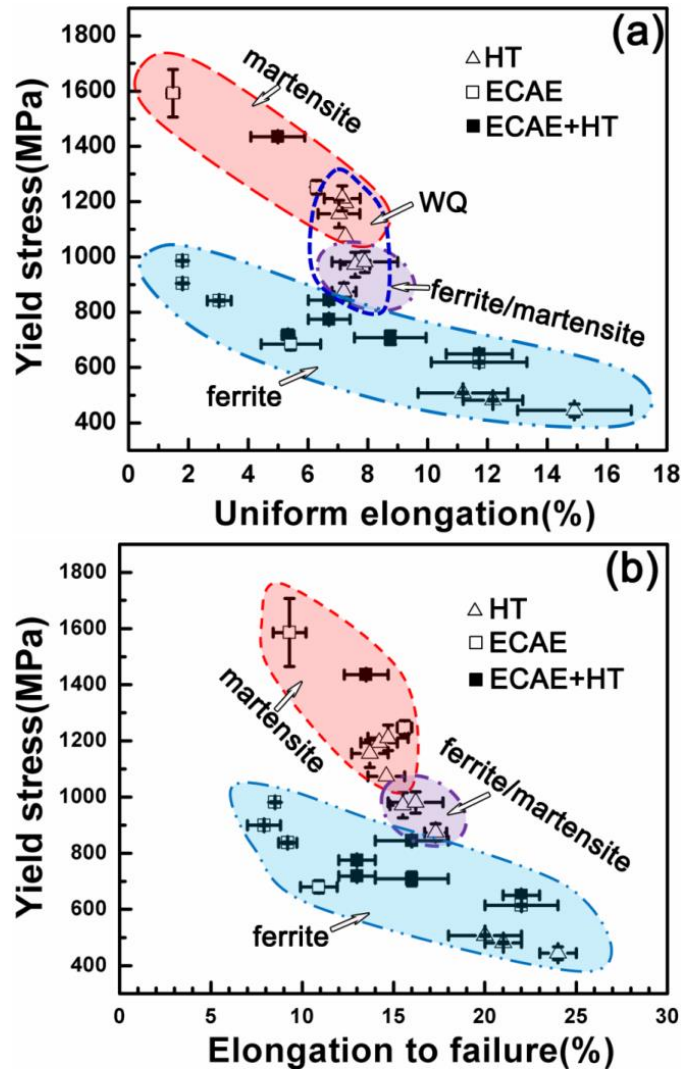 (a)
1800
1600
1400
1200
1000
800
600
400
Yield stress(MPa)
HT
ECAE
ECAE+HT
martensite
WQ
ferrite/martensite
ferrite
0 2 4 6 8 10 12 14 16 18
Uniform elongation(%)
(b)
1800
1600
1400
1200
1000
800
600
400
Yield stress(MPa)
HT
ECAE
ECAE+HT
martensite
ferrite/martensite
ferrite
0 5 10 15 20 25 30
Elongation to failure(%)